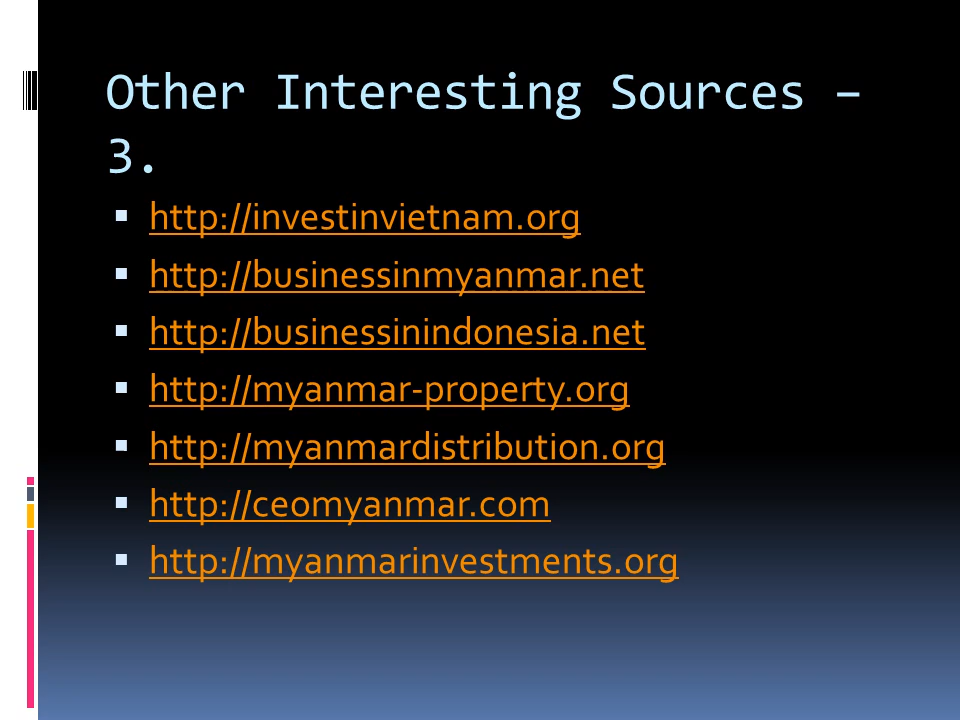 Other Interesting Sources –
3.
http://investinvietnam.org
http://businessinmyanmar.net
http://businessinindonesia.net
http://myanmar-property.org
http://myanmardistribution.org
http://ceomyanmar.com
http://myanmarinvestments.org